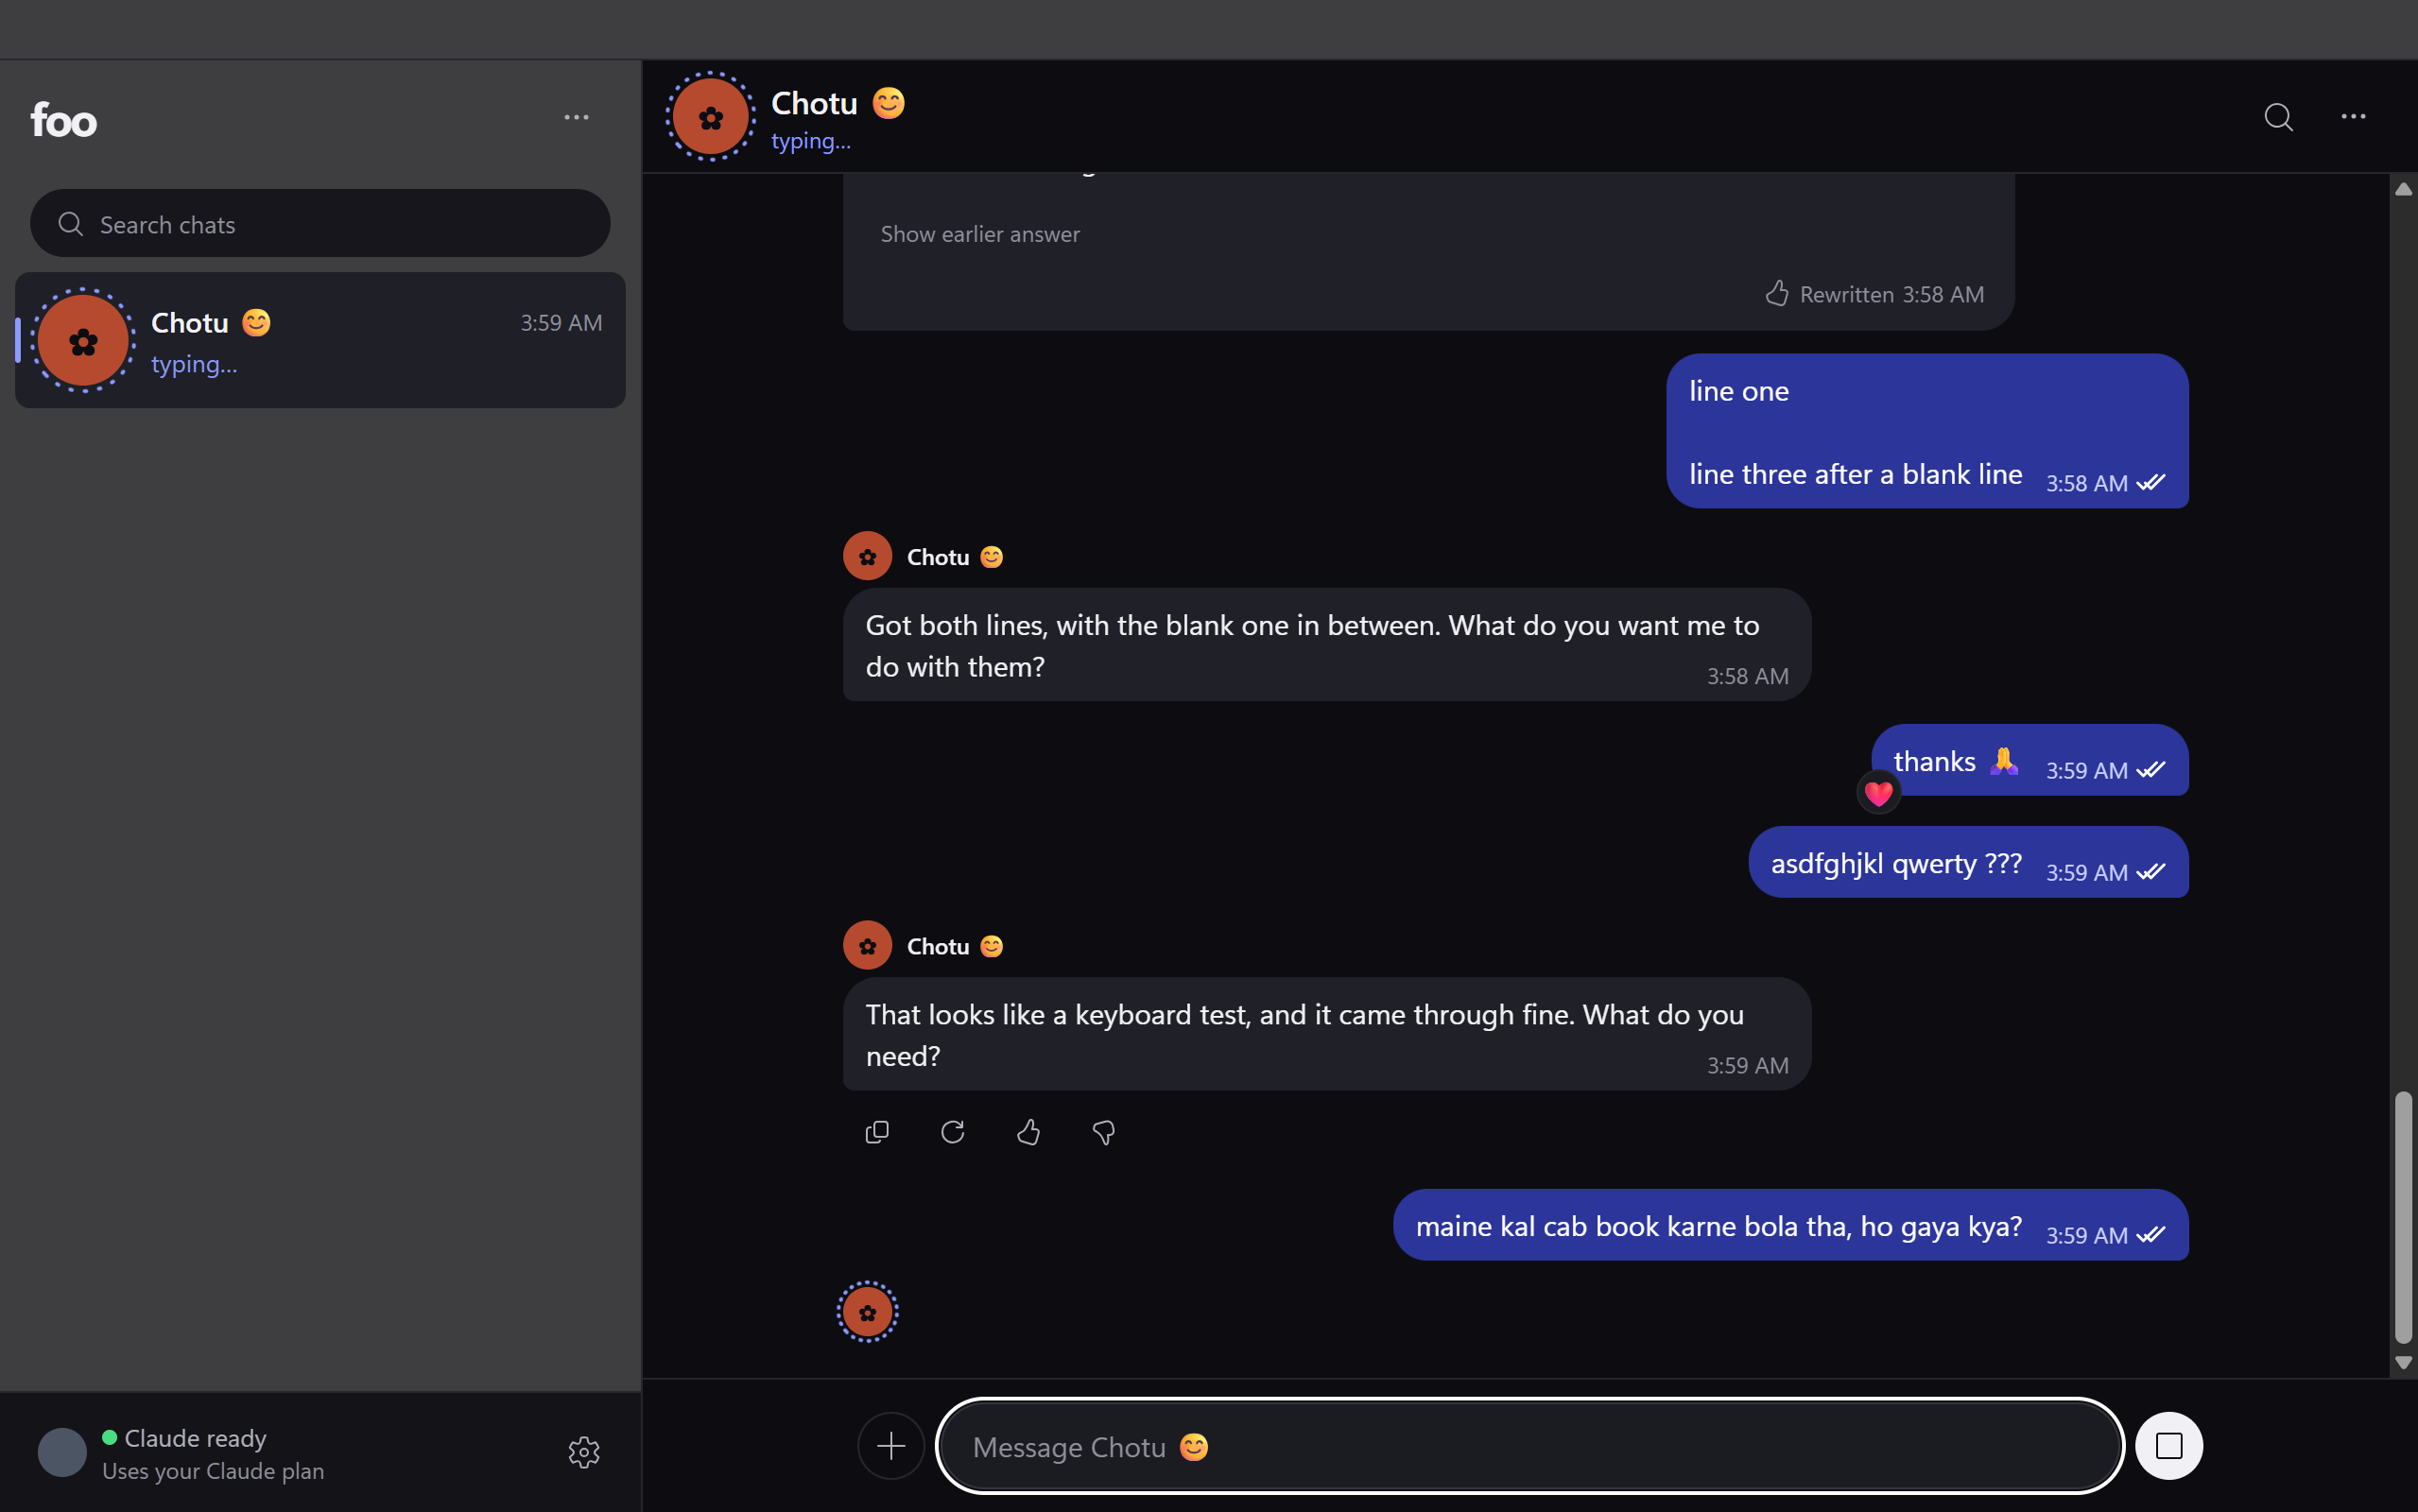 foo
Search chats
Chotu 😊
3:59 AM
typing...
Chotu 😊
typing...
Show earlier answer
Rewritten 3:58 AM
line one

line three after a blank line
3:58 AM
Chotu 😊
Got both lines, with the blank one in between. What do you want me to
do with them?
3:58 AM
thanks 🙏
3:59 AM
asdfghjkl qwerty ???
3:59 AM
Chotu 😊
That looks like a keyboard test, and it came through fine. What do you
need?
3:59 AM
maine kal cab book karne bola tha, ho gaya kya?
3:59 AM
Claude ready
Uses your Claude plan
Message Chotu 😊